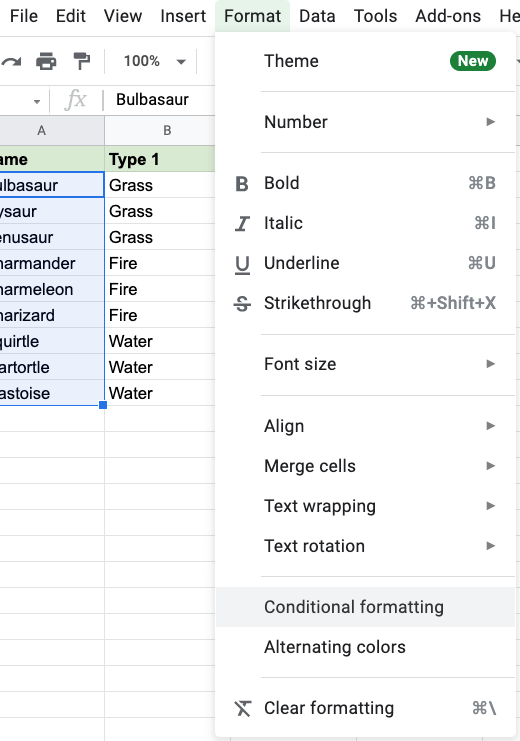 File Edit View Insert Format Data Tools Add-ons He
100%
fx Bulbasaur
A B
ame Type 1
ulbasaur Grass
ysaur Grass
enusaur Grass
harmander Fire
harmeleon Fire
harizard Fire
quirtle Water
artortle Water
astoise Water
Theme New
Number
B Bold ⌘B
I Italic ⌘I
U Underline ⌘U
S Strikethrough ⌘+Shift+X
Font size
Align
Merge cells
Text wrapping
Text rotation
Conditional formatting
Alternating colors
Clear formatting ⌘\